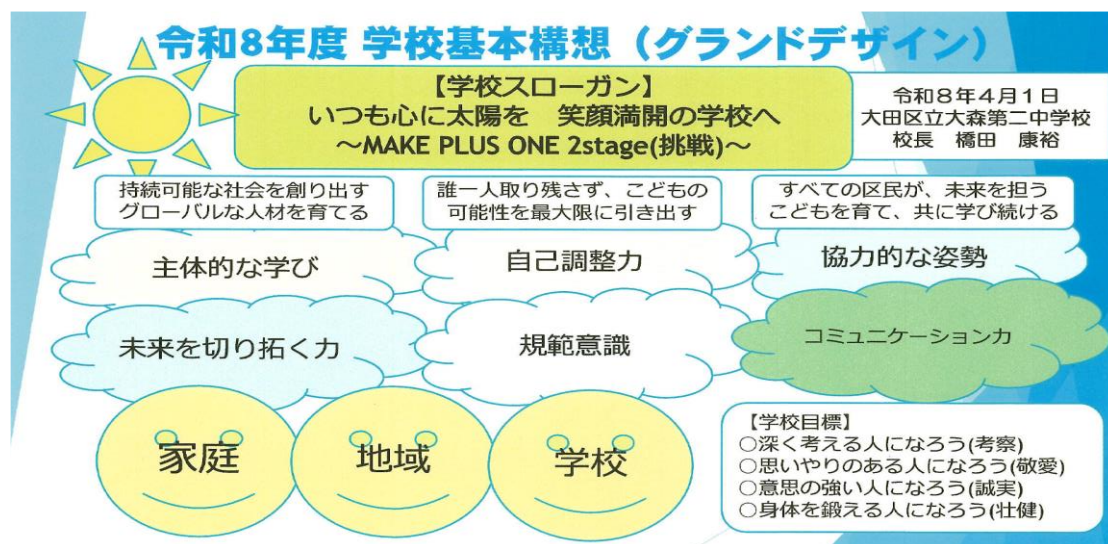 令和8年度 学校基本構想（グランドデザイン）
【学校スローガン】
いつも心に太陽を　笑顔満開の学校へ
～MAKE PLUS ONE 2stage(挑戦)～
令和8年4月1日
大田区立大森第二中学校
校長　橋田　康裕
持続可能な社会を創り出す
グローバルな人材を育てる
誰一人取り残さず、こどもの
可能性を最大限に引き出す
すべての区民が、未来を担う
こどもを育て、共に学び続ける
主体的な学び
自己調整力
協力的な姿勢
未来を切り拓く力
規範意識
コミュニケーション力
家庭
地域
学校
【学校目標】
○深く考える人になろう(考察)
○思いやりのある人になろう(敬愛)
○意思の強い人になろう(誠実)
○身体を鍛える人になろう(壮健)